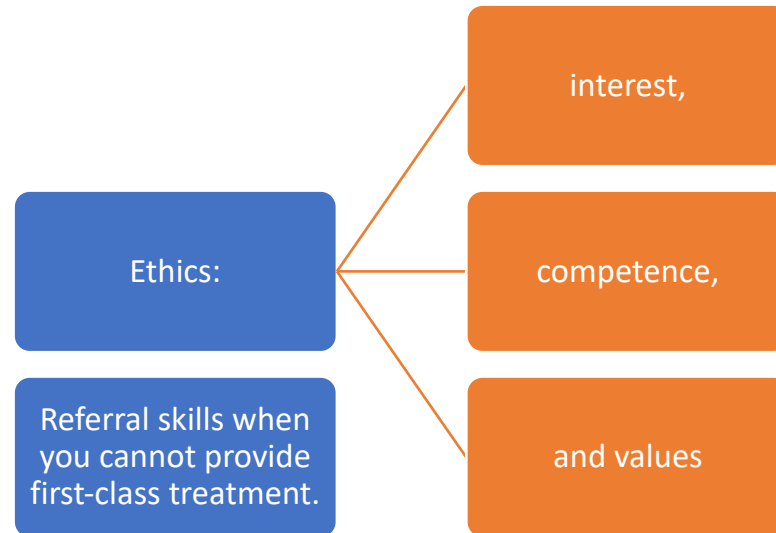 Ethics:
interest,
competence,
and values
Referral skills when
you cannot provide
first-class treatment.